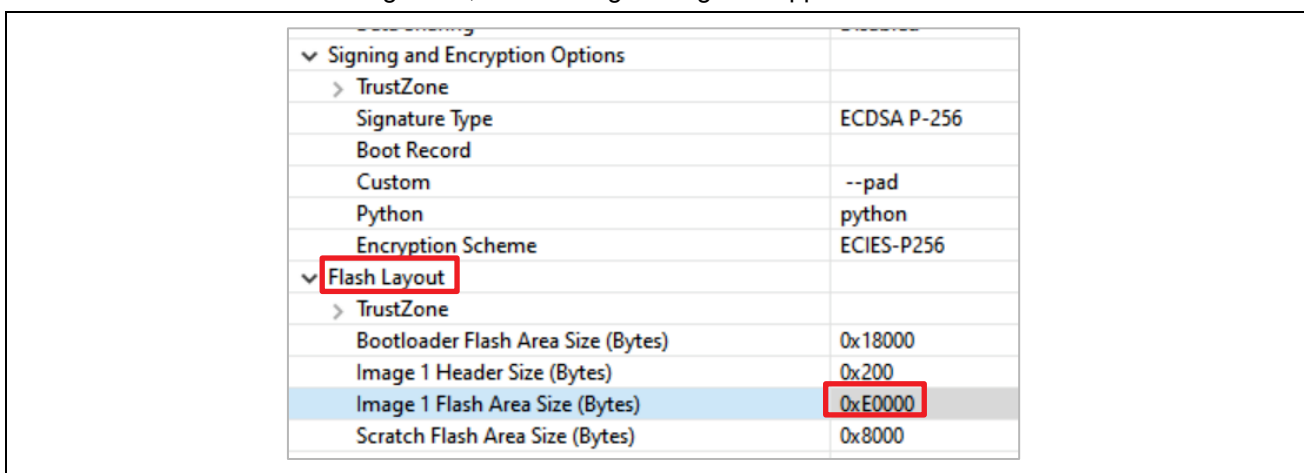 Signing and Encryption Options
TrustZone
Signature Type ECDSA P-256
Boot Record
Custom --pad
Python python
Encryption Scheme ECIES-P256
Flash Layout
TrustZone
Bootloader Flash Area Size (Bytes) 0x18000
Image 1 Header Size (Bytes) 0x200
Image 1 Flash Area Size (Bytes) 0xE0000
Scratch Flash Area Size (Bytes) 0x8000